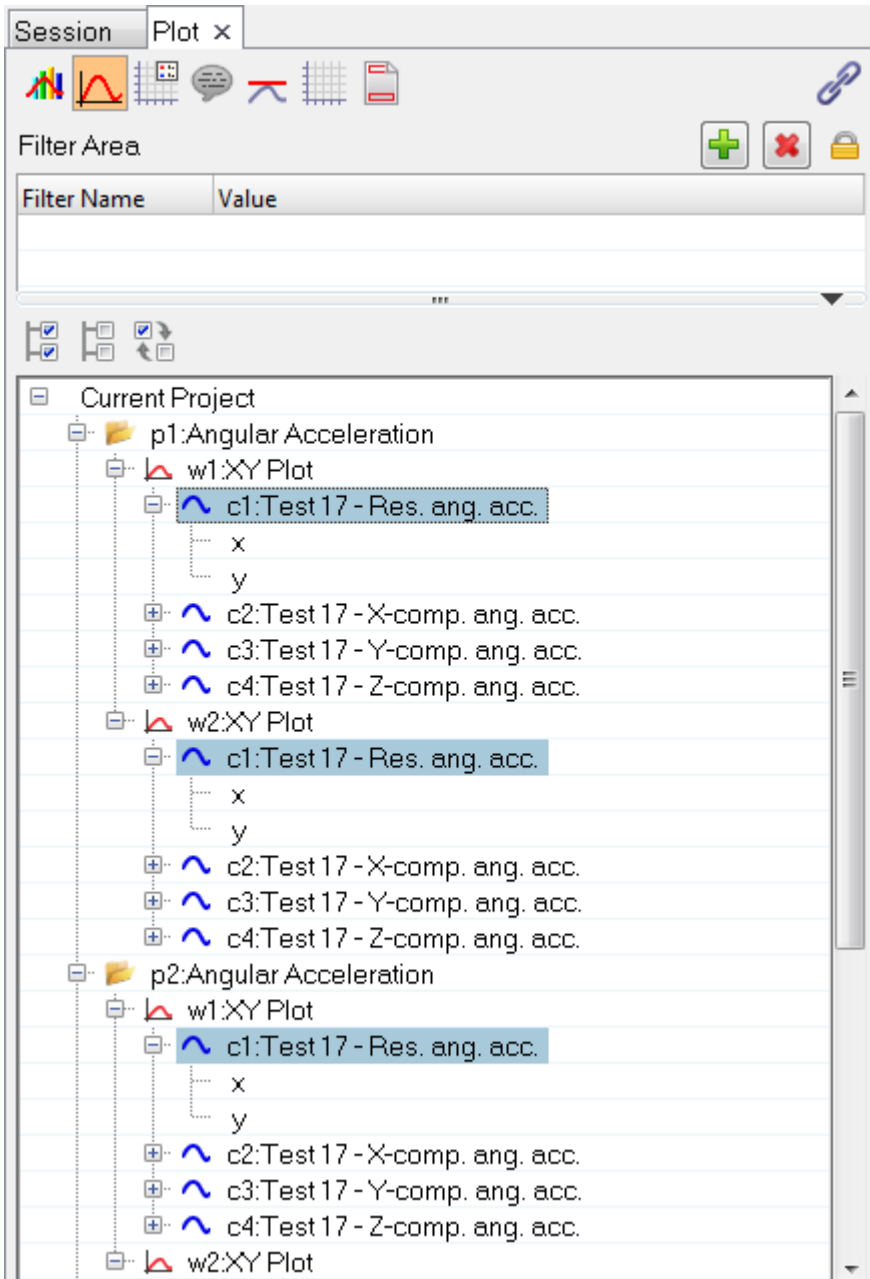 Session Plot
Filter Area
Filter Name Value
Current Project
p1:Angular Acceleration
w1:XY Plot
c1:Test 17 - Res. ang. acc.
x
y
c2:Test 17 - X-comp. ang. acc.
c3:Test 17 - Y-comp. ang. acc.
c4:Test 17 - Z-comp. ang. acc.
w2:XY Plot
c1:Test 17 - Res. ang. acc.
x
y
c2:Test 17 - X-comp. ang. acc.
c3:Test 17 - Y-comp. ang. acc.
c4:Test 17 - Z-comp. ang. acc.
p2:Angular Acceleration
w1:XY Plot
c1:Test 17 - Res. ang. acc.
x
y
c2:Test 17 - X-comp. ang. acc.
c3:Test 17 - Y-comp. ang. acc.
c4:Test 17 - Z-comp. ang. acc.
w2:XY Plot